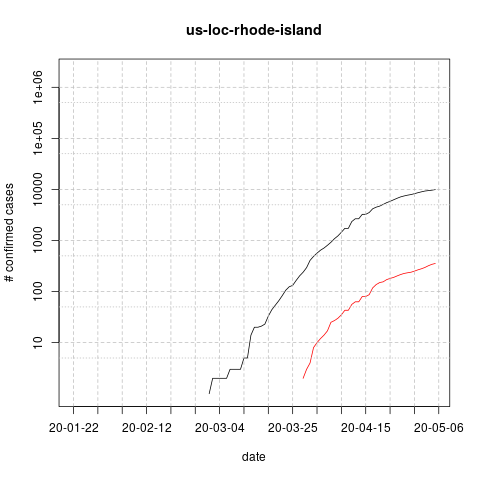 us-loc-rhode-island
# confirmed cases
1e+06
1e+05
10000
1000
100
10
20-01-22
20-02-12
20-03-04
20-03-25
20-04-15
20-05-06
date